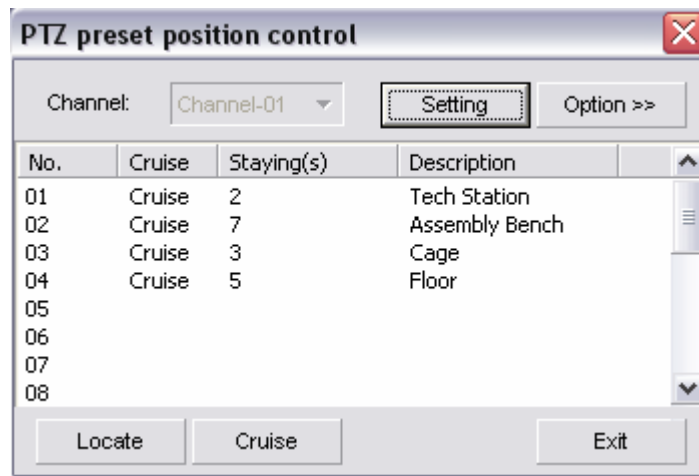 PTZ preset position control
Channel: Channel-01 Setting Option >>
No. Cruise Staying(s) Description
01 Cruise 2 Tech Station
02 Cruise 7 Assembly Bench
03 Cruise 3 Cage
04 Cruise 5 Floor
05
06
07
08
Locate Cruise Exit